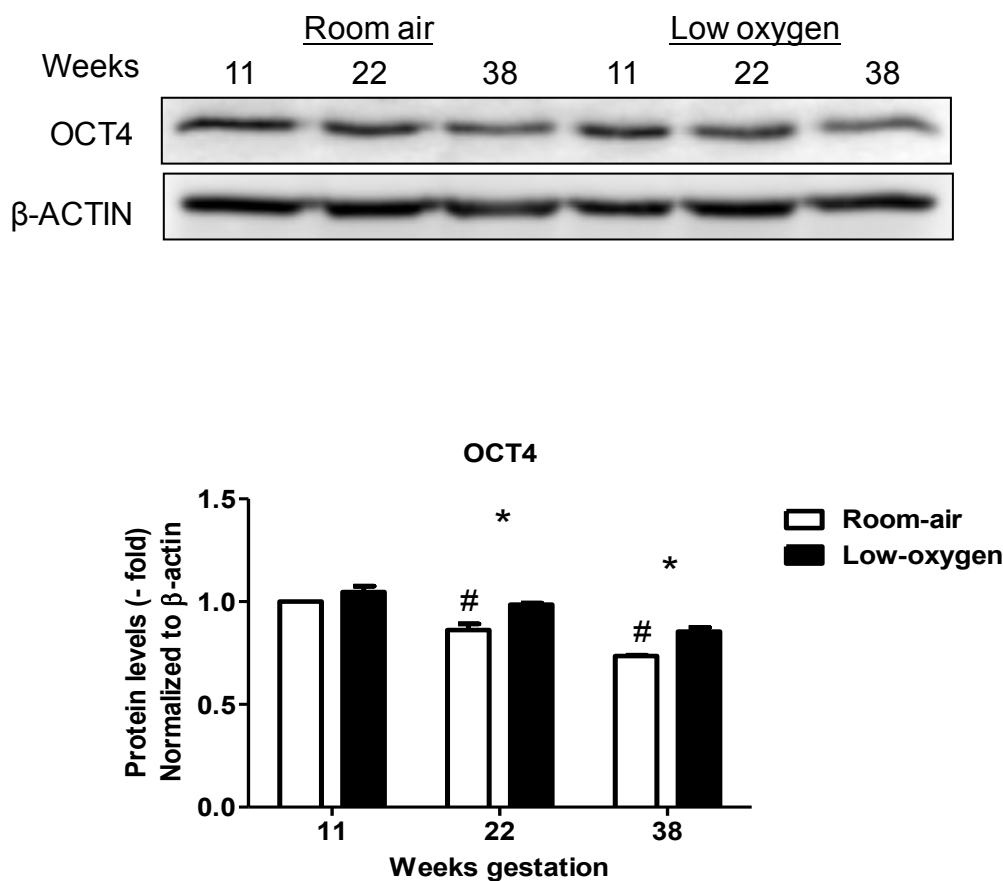 Room air Low oxygen
Weeks 11 22 38 11 22 38
OCT4
β-ACTIN
OCT4
Protein levels (- fold)
Normalized to β-actin
1.5
1.0
0.5
0.0
*
*
#
#
11 22 38
Weeks gestation
Room-air
Low-oxygen